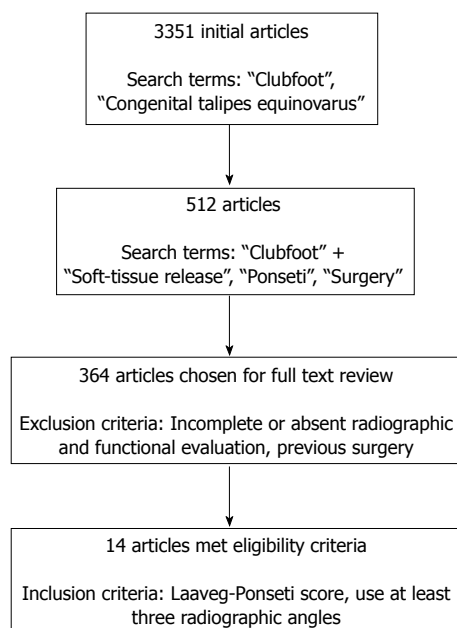 3351 initial articles
Search terms: “Clubfoot”,
“Congenital talipes equinovarus”
512 articles
Search terms: “Clubfoot” +
“Soft-tissue release”, “Ponseti”, “Surgery”
364 articles chosen for full text review
Exclusion criteria: Incomplete or absent radiographic
and functional evaluation, previous surgery
14 articles met eligibility criteria
Inclusion criteria: Laaveg-Ponseti score, use at least
three radiographic angles